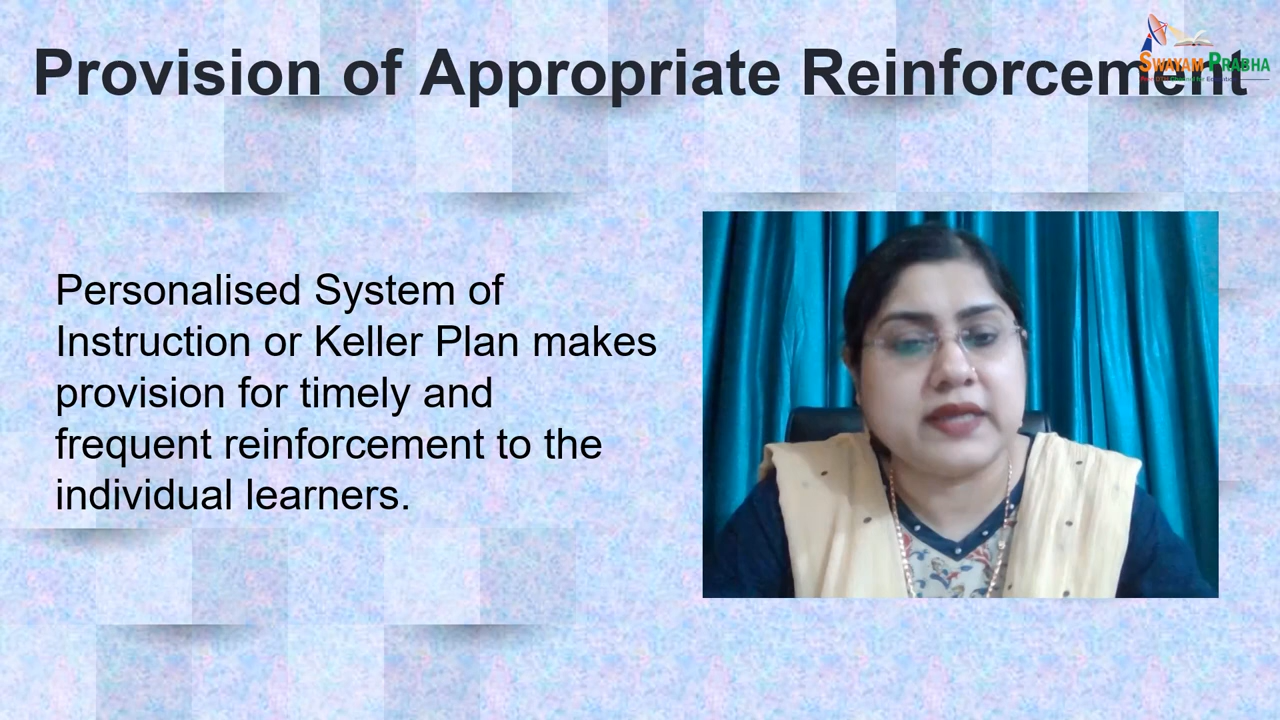 Provision of Appropriate Reinforcement
SWAYAM PRABHA
Personalised System of
Instruction or Keller Plan makes
provision for timely and
frequent reinforcement to the
individual learners.